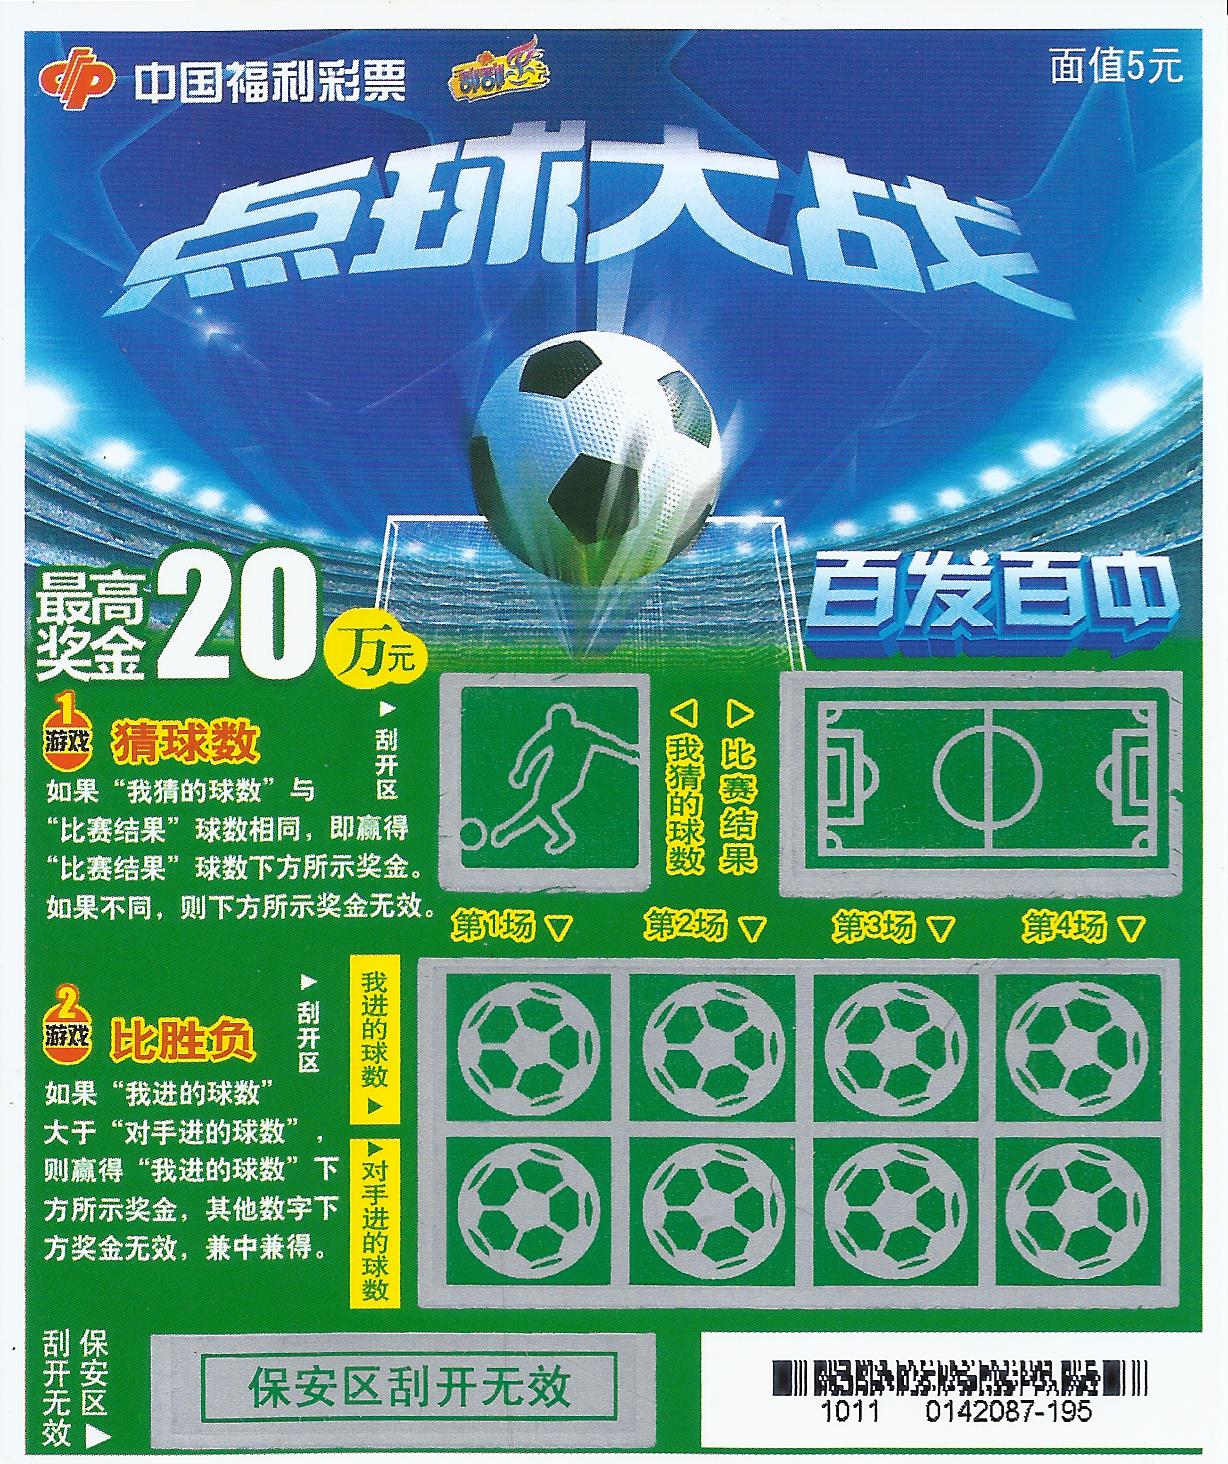 中国福利彩票
刮刮乐
面值5元
点球大战
百发百中
最高
奖金
20
万元
1
游戏
猜球数
如果“我猜的球数”与
“比赛结果”球数相同，即赢得
“比赛结果”球数下方所示奖金。
如果不同，则下方所示奖金无效。
▶刮开区
◁我猜的球数
▷比赛结果
第1场▽
第2场▽
第3场▽
第4场▽
2
游戏
比胜负
如果“我进的球数”
大于“对手进的球数”，
则赢得“我进的球数”下
方所示奖金，其他数字下
方奖金无效，兼中兼得。
▶刮开区
我进的球数▶
▶对手进的球数
保安区▶
刮开无效
保安区刮开无效
1011 0142087-195